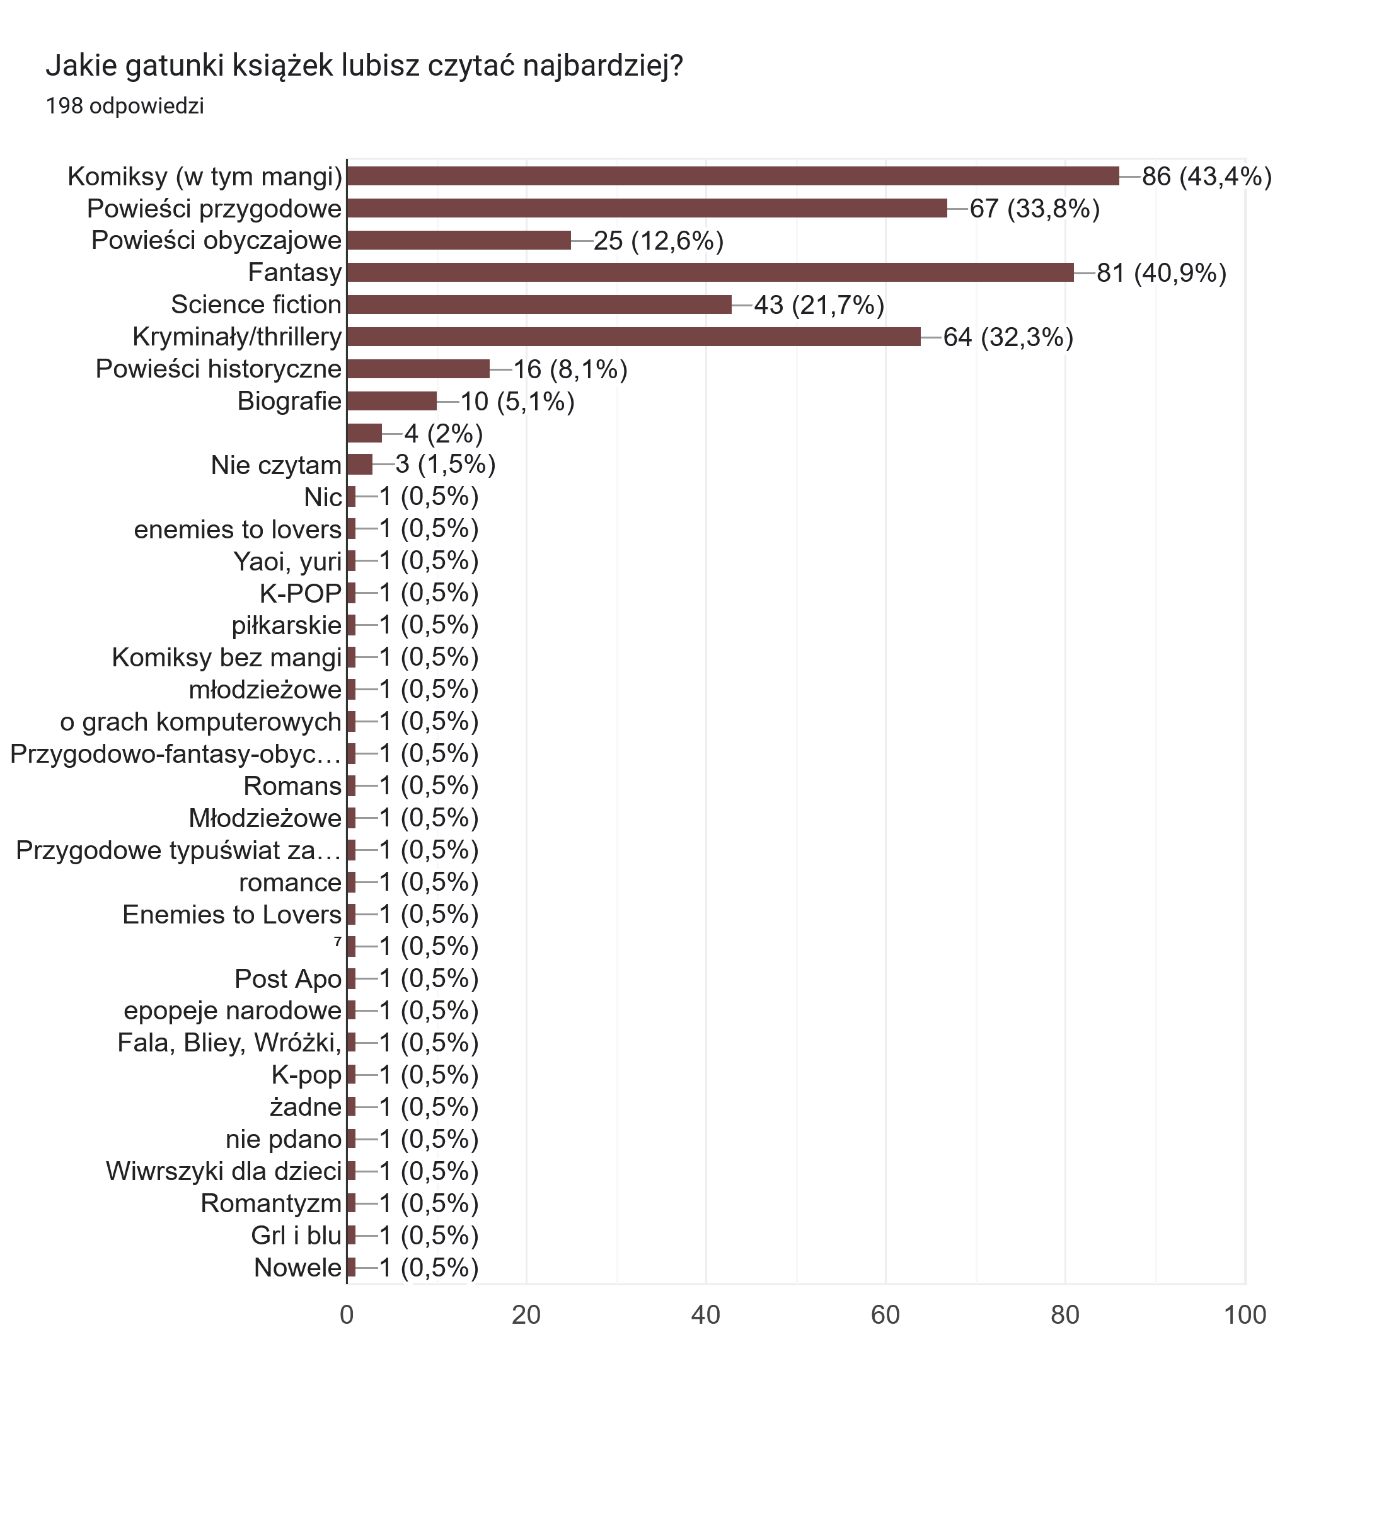 Jakie gatunki książek lubisz czytać najbardziej?
198 odpowiedzi
Komiksy (w tym mangi) 86 (43,4%)
Powieści przygodowe 67 (33,8%)
Powieści obyczajowe 25 (12,6%)
Fantasy 81 (40,9%)
Science fiction 43 (21,7%)
Kryminały/thrillery 64 (32,3%)
Powieści historyczne 16 (8,1%)
Biografie 10 (5,1%)
4 (2%)
Nie czytam 3 (1,5%)
Nic 1 (0,5%)
enemies to lovers 1 (0,5%)
Yaoi, yuri 1 (0,5%)
K-POP 1 (0,5%)
piłkarskie 1 (0,5%)
Komiksy bez mangi 1 (0,5%)
młodzieżowe 1 (0,5%)
o grach komputerowych 1 (0,5%)
Przygodowo-fantasy-obyc… 1 (0,5%)
Romans 1 (0,5%)
Młodzieżowe 1 (0,5%)
Przygodowe typuświat za… 1 (0,5%)
romance 1 (0,5%)
Enemies to Lovers 1 (0,5%)
⁷ 1 (0,5%)
Post Apo 1 (0,5%)
epopeje narodowe 1 (0,5%)
Fala, Bliey, Wróżki, 1 (0,5%)
K-pop 1 (0,5%)
żadne 1 (0,5%)
nie pdano 1 (0,5%)
Wiwrszyki dla dzieci 1 (0,5%)
Romantyzm 1 (0,5%)
Grl i blu 1 (0,5%)
Nowele 1 (0,5%)
0 20 40 60 80 100